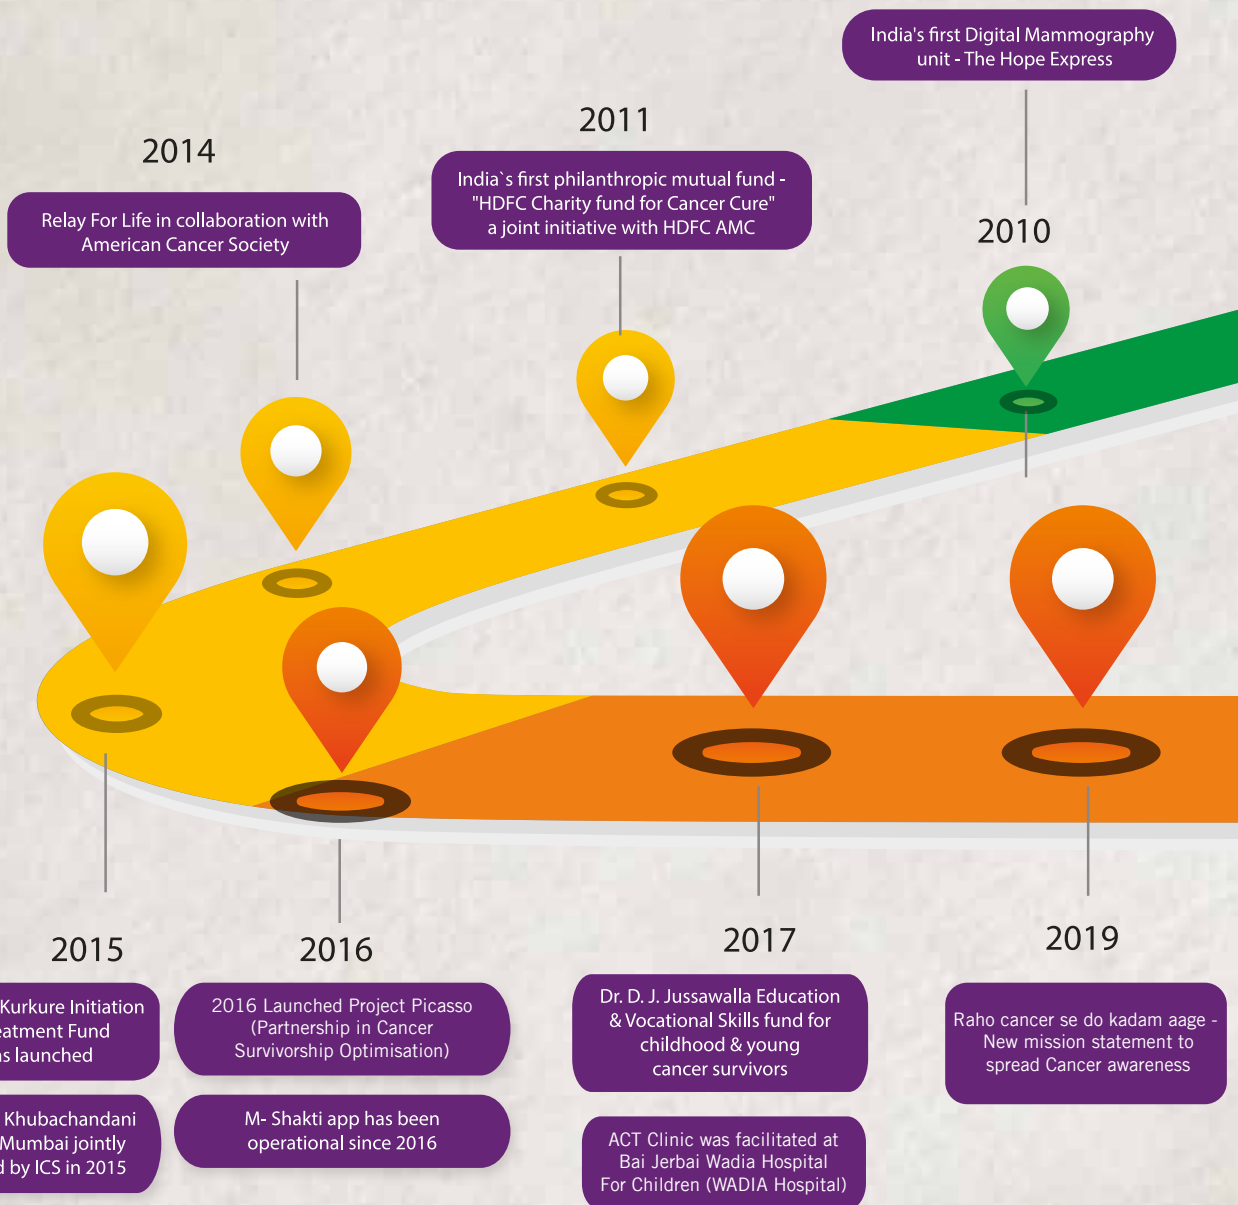 India's first Digital Mammography
unit - The Hope Express
2010
2011
India`s first philanthropic mutual fund -
"HDFC Charity fund for Cancer Cure"
a joint initiative with HDFC AMC
2014
Relay For Life in collaboration with
American Cancer Society
2015
Kurkure Initiation
eatment Fund
s launched
Khubachandani
Mumbai jointly
d by ICS in 2015
2016
2016 Launched Project Picasso
(Partnership in Cancer
Survivorship Optimisation)
M- Shakti app has been
operational since 2016
2017
Dr. D. J. Jussawalla Education
& Vocational Skills fund for
childhood & young
cancer survivors
ACT Clinic was facilitated at
Bai Jerbai Wadia Hospital
For Children (WADIA Hospital)
2019
Raho cancer se do kadam aage -
New mission statement to
spread Cancer awareness